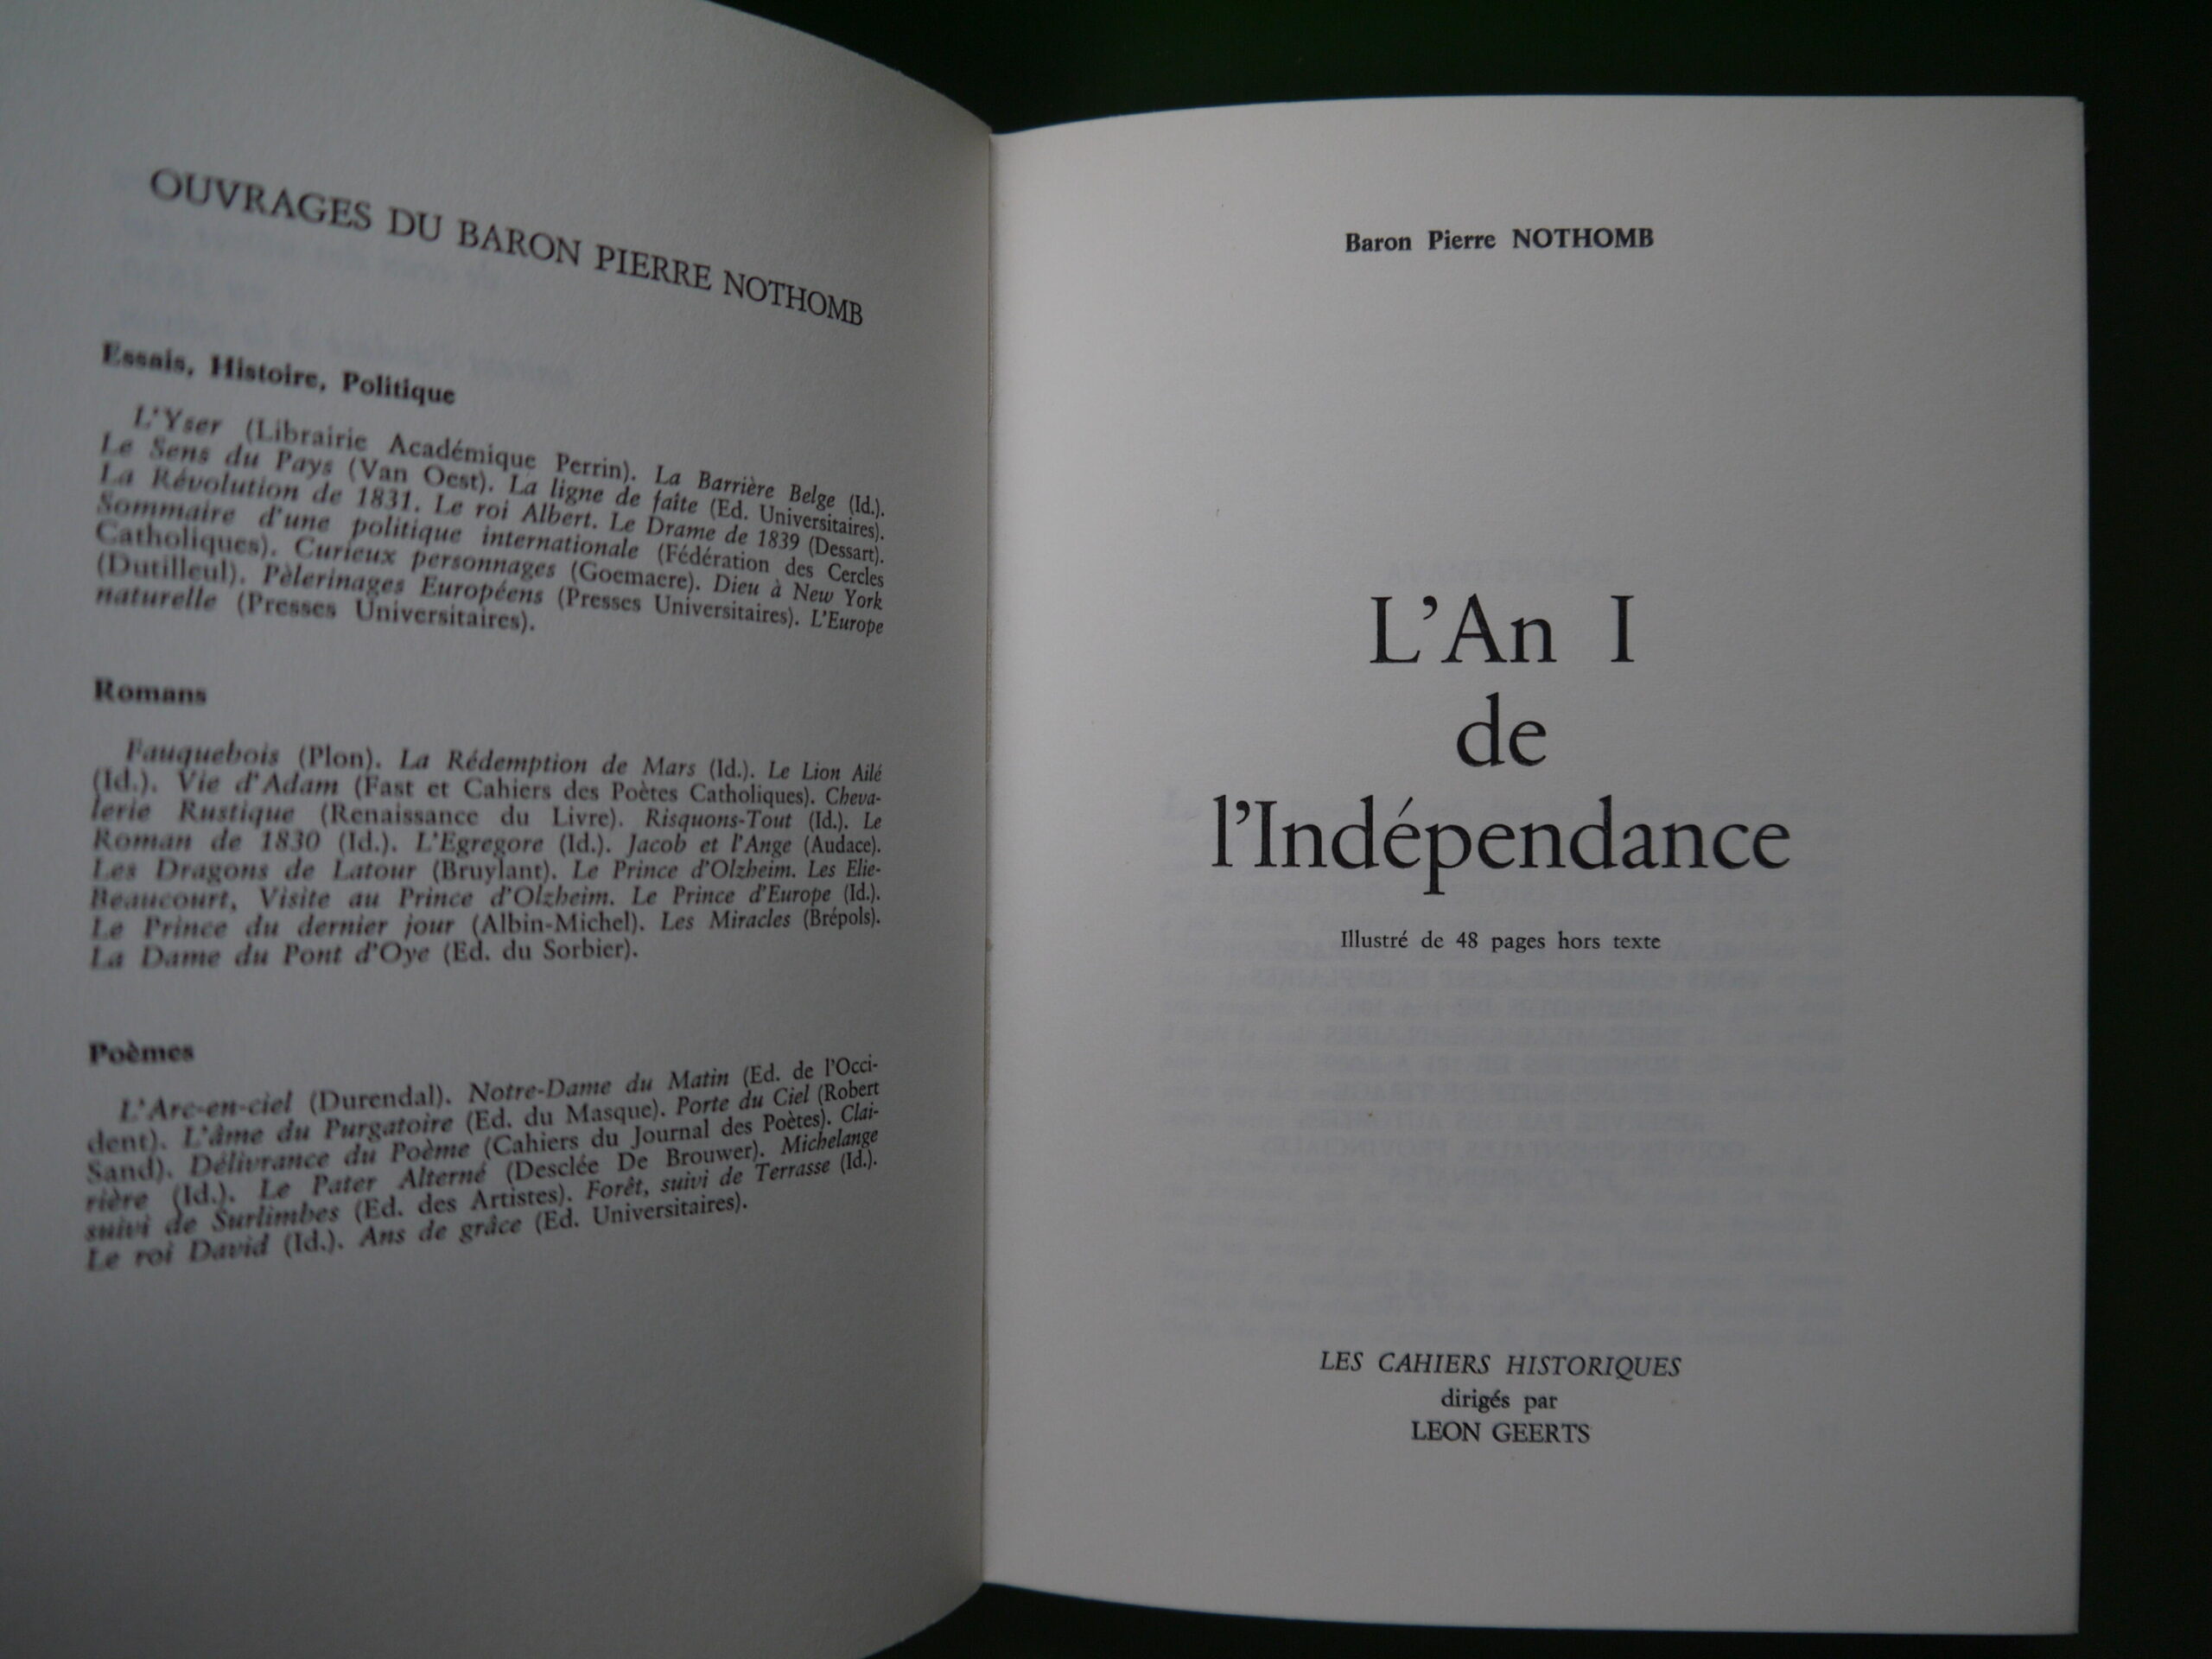 OUVRAGES DU BARON PIERRE NOTHOMB
Essais, Histoire, Politique
L'Yser (Librairie Académique Perrin). La Barrière Belge (Id.).
Le Sens du Pays (Van Oest). La ligne de faîte (Ed. Universitaires).
La Révolution de 1831. Le roi Albert. Le Drame de 1839 (Dessart).
Sommaire d'une politique internationale (Fédération des Cercles
Catholiques). Curieux personnages (Goemaere). Dieu à New York
(Dutilleul). Pèlerinages Européens (Presses Universitaires). L'Europe
naturelle (Presses Universitaires).
Romans
Fauquebois (Plon). La Rédemption de Mars (Id.). Le Lion Ailé
(Id.). Vie d'Adam (Fast et Cahiers des Poètes Catholiques). Cheva-
lerie Rustique (Renaissance du Livre). Risquons-Tout (Id.). Le
Roman de 1830 (Id.). L'Egregore (Id.). Jacob et l'Ange (Audace).
Les Dragons de Latour (Bruylant). Le Prince d'Olzheim. Les Elie-
Beaucourt, Visite au Prince d'Olzheim. Le Prince d'Europe (Id.).
Le Prince du dernier jour (Albin-Michel). Les Miracles (Brépols).
La Dame du Pont d'Oye (Ed. du Sorbier).
Poèmes
L'Arc-en-ciel (Durendal). Notre-Dame du Matin (Ed. de l'Occi-
dent). L'âme du Purgatoire (Ed. du Masque). Porte du Ciel (Robert
Sand). Délivrance du Poème (Cahiers du Journal des Poètes). Clai-
rière (Id.). Le Pater Alterné (Desclée De Brouwer). Michelange
suivi de Surlimbes (Ed. des Artistes). Forêt, suivi de Terrasse (Id.).
Le roi David (Id.). Ans de grâce (Ed. Universitaires).
Baron Pierre NOTHOMB
L'An I
de
l'Indépendance
Illustré de 48 pages hors texte
LES CAHIERS HISTORIQUES
dirigés par
LEON GEERTS